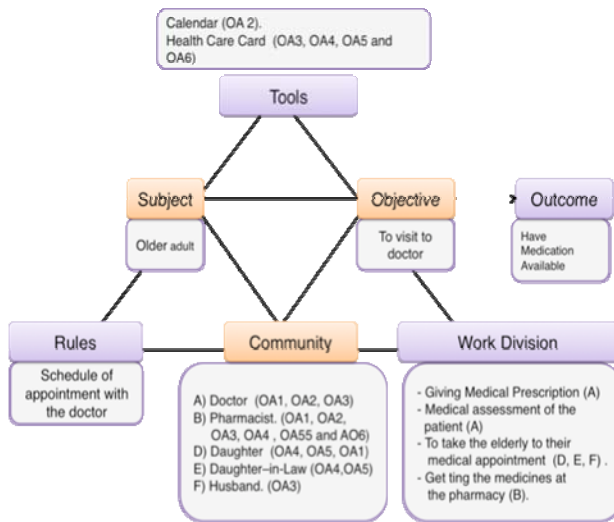 Calendar (OA 2).
Health Care Card (OA3, OA4, OA5 and
OA6)
Tools
Subject
Older adult
Objective
To visit to
doctor
Outcome
Have
Medication
Available
Rules
Schedule of
appointment with
the doctor
Community
A) Doctor (OA1, OA2, OA3)
B) Pharmacist. (OA1, OA2,
OA3, OA4 , OA55 and AO6)
D) Daughter (OA4, OA5, OA1)
E) Daughter–in-Law (OA4,OA5)
F) Husband. (OA3)
Work Division
- Giving Medical Prescription (A)
- Medical assessment of the
patient (A)
- To take the elderly to their
medical appointment (D, E, F) .
- Get ting the medicines at
the pharmacy (B).